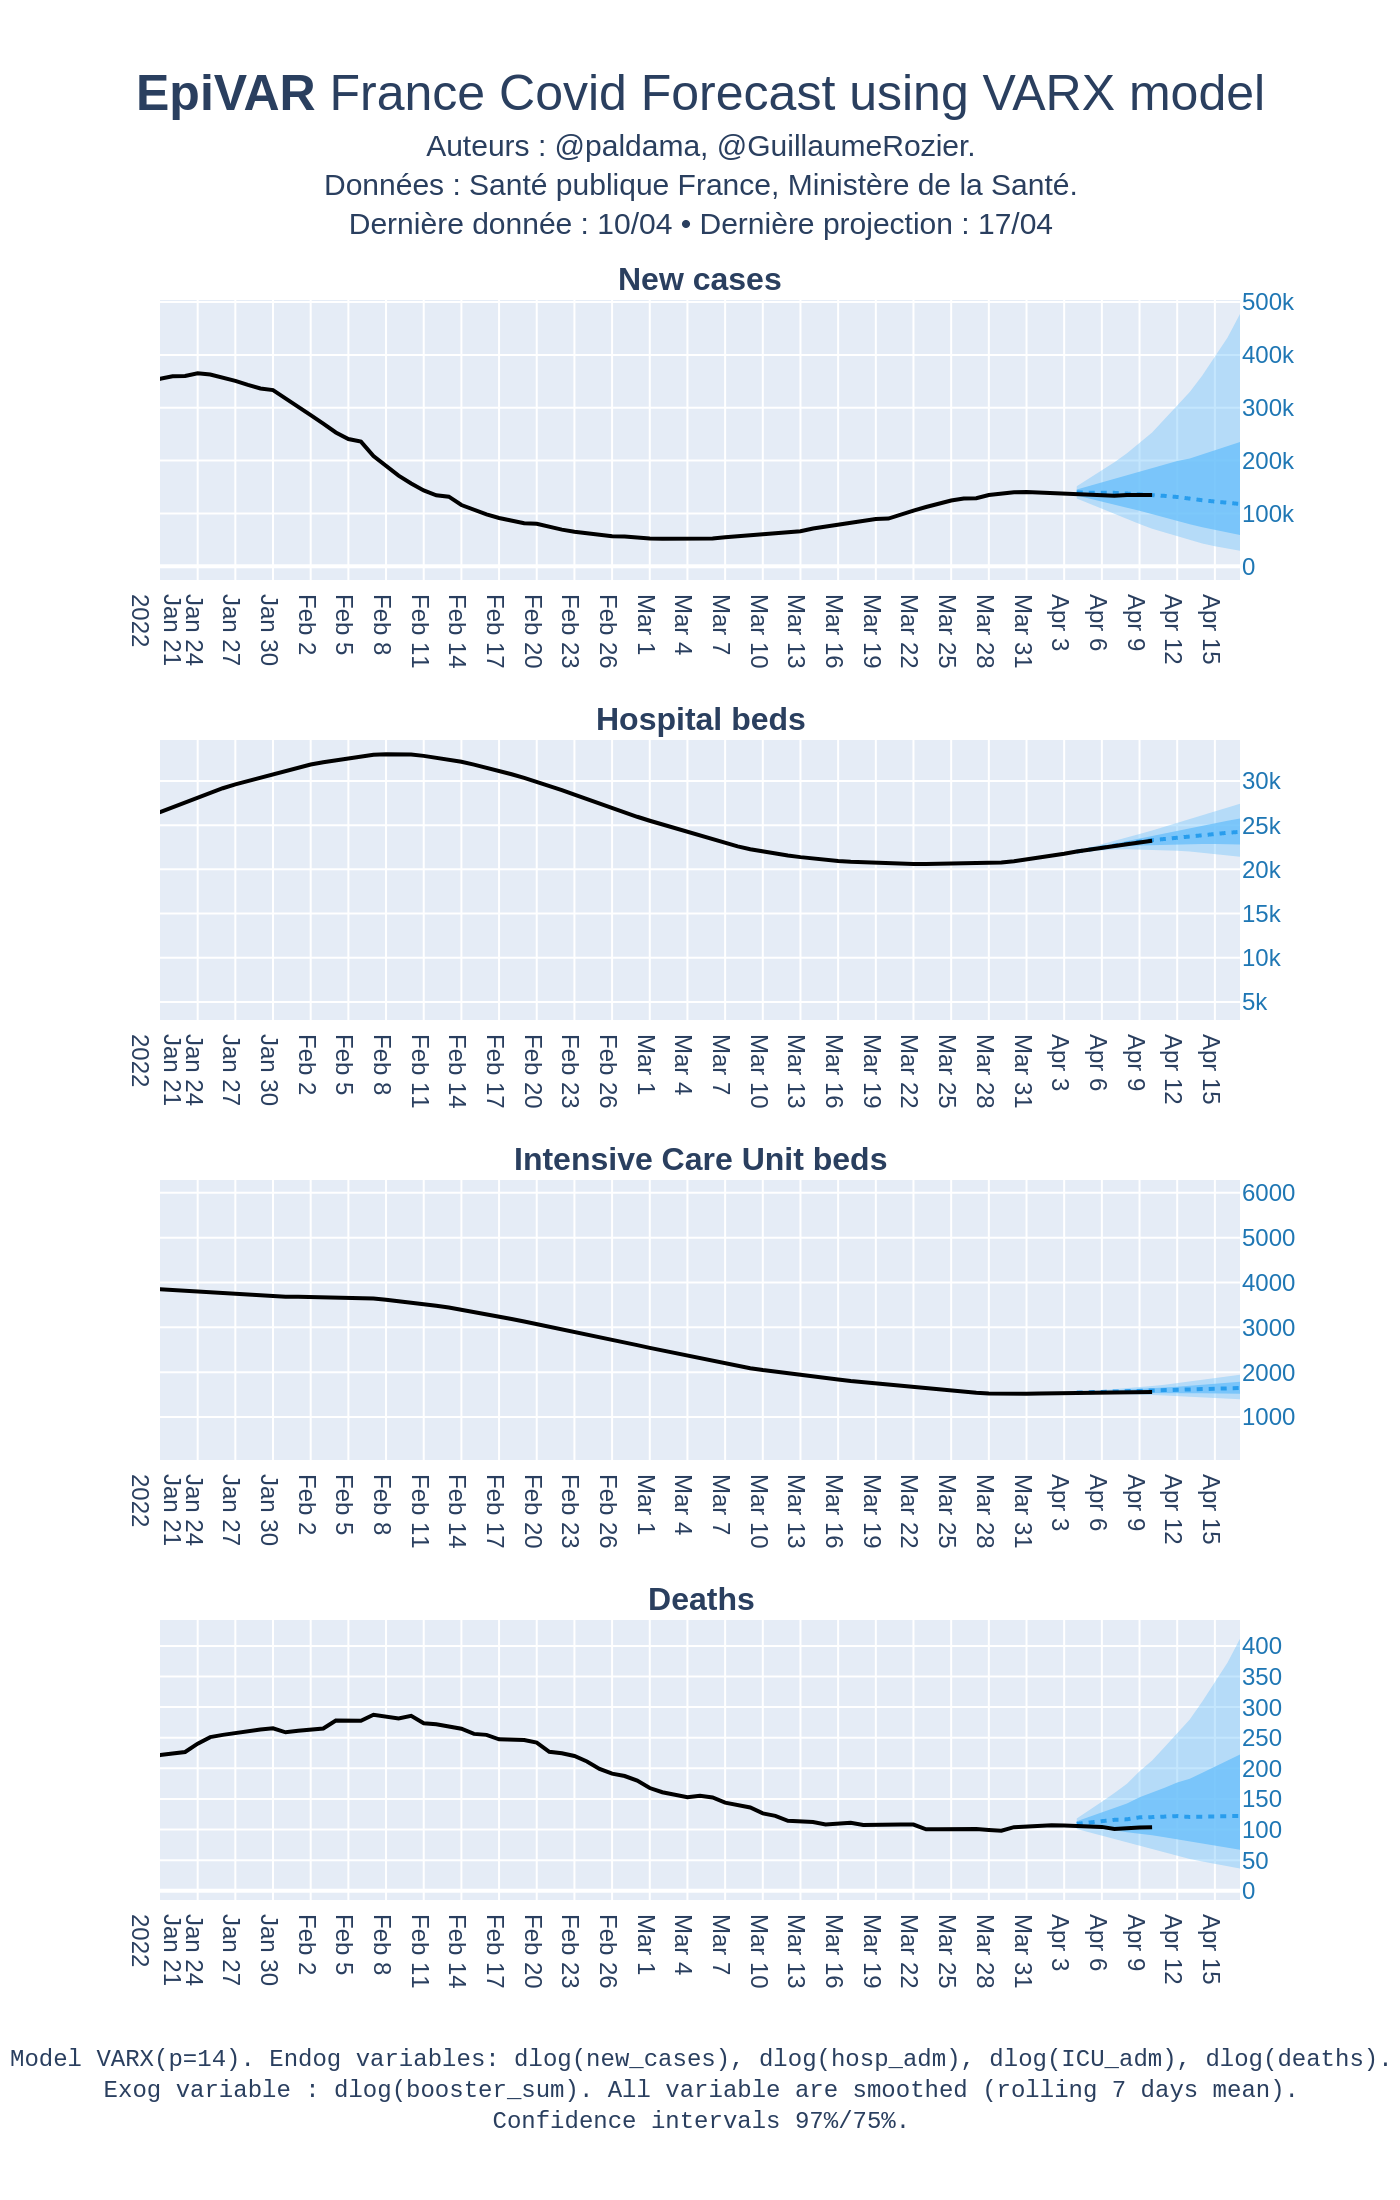 EpiVAR France Covid Forecast using VARX model
Auteurs : @paldama, @GuillaumeRozier.
Données : Santé publique France, Ministère de la Santé.
Dernière donnée : 10/04 • Dernière projection : 17/04
New cases
500k
400k
300k
200k
100k
0
2022 Jan 21 Jan 24 Jan 27 Jan 30 Feb 2 Feb 5 Feb 8 Feb 11 Feb 14 Feb 17 Feb 20 Feb 23 Feb 26 Mar 1 Mar 4 Mar 7 Mar 10 Mar 13 Mar 16 Mar 19 Mar 22 Mar 25 Mar 28 Mar 31 Apr 3 Apr 6 Apr 9 Apr 12 Apr 15
Hospital beds
30k
25k
20k
15k
10k
5k
2022 Jan 21 Jan 24 Jan 27 Jan 30 Feb 2 Feb 5 Feb 8 Feb 11 Feb 14 Feb 17 Feb 20 Feb 23 Feb 26 Mar 1 Mar 4 Mar 7 Mar 10 Mar 13 Mar 16 Mar 19 Mar 22 Mar 25 Mar 28 Mar 31 Apr 3 Apr 6 Apr 9 Apr 12 Apr 15
Intensive Care Unit beds
6000
5000
4000
3000
2000
1000
2022 Jan 21 Jan 24 Jan 27 Jan 30 Feb 2 Feb 5 Feb 8 Feb 11 Feb 14 Feb 17 Feb 20 Feb 23 Feb 26 Mar 1 Mar 4 Mar 7 Mar 10 Mar 13 Mar 16 Mar 19 Mar 22 Mar 25 Mar 28 Mar 31 Apr 3 Apr 6 Apr 9 Apr 12 Apr 15
Deaths
400
350
300
250
200
150
100
50
0
2022 Jan 21 Jan 24 Jan 27 Jan 30 Feb 2 Feb 5 Feb 8 Feb 11 Feb 14 Feb 17 Feb 20 Feb 23 Feb 26 Mar 1 Mar 4 Mar 7 Mar 10 Mar 13 Mar 16 Mar 19 Mar 22 Mar 25 Mar 28 Mar 31 Apr 3 Apr 6 Apr 9 Apr 12 Apr 15
Model VARX(p=14). Endog variables: dlog(new_cases), dlog(hosp_adm), dlog(ICU_adm), dlog(deaths).
Exog variable : dlog(booster_sum). All variable are smoothed (rolling 7 days mean).
Confidence intervals 97%/75%.